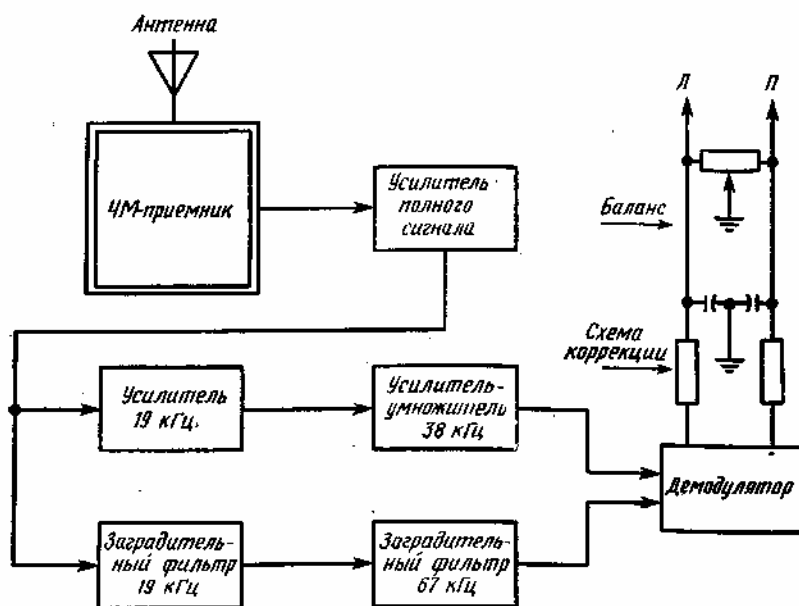 Антенна
ЧМ-приемник
Усилитель
полного
сигнала
Л
П
Баланс
Схема
коррекции
Усилитель
19 кГц.
Усилитель-
умножитель
38 кГц
Демодулятор
Заградитель-
ный фильтр
19 кГц
Заградитель-
ный фильтр
67 кГц